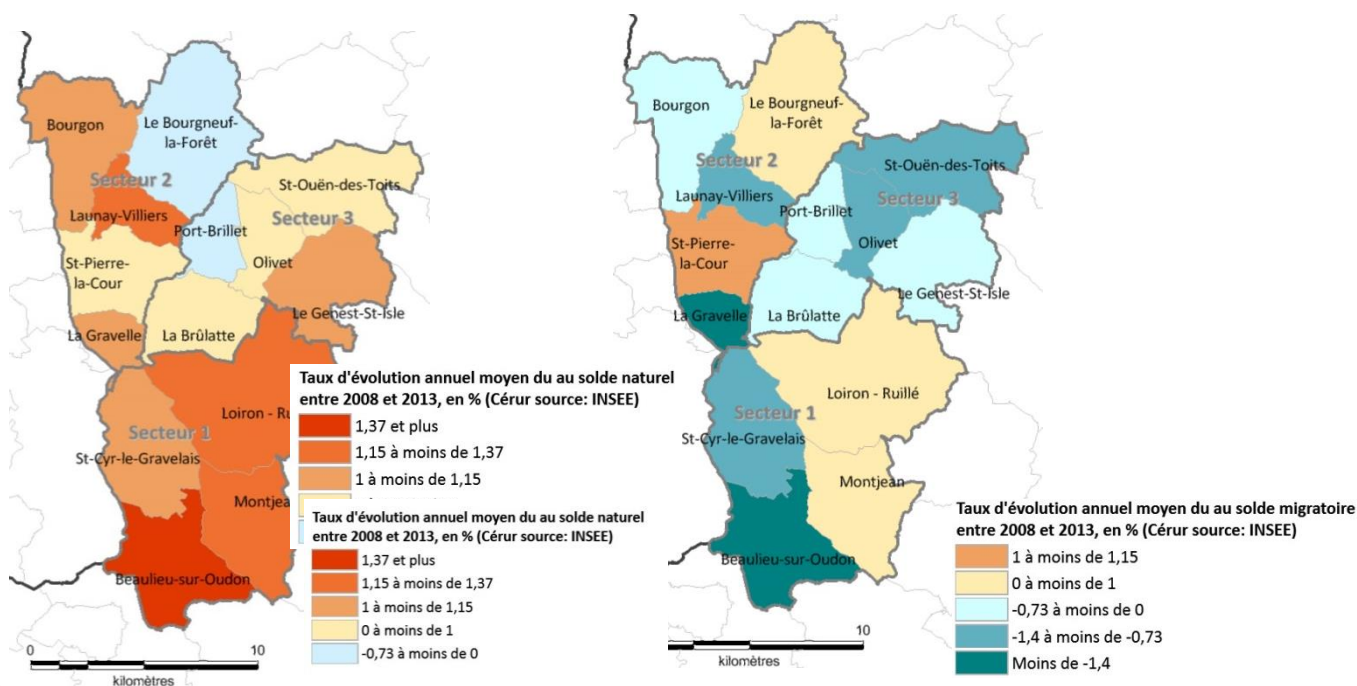 Bourgon
Le Bourgneuf-
la-Forêt
Secteur 2
St-Ouën-des-Toits
Launay-Villiers
Secteur 3
Port-Brillet
St-Pierre-
la-Cour
Olivet
Le Genest-St-Isle
La Gravelle
La Brûlatte
Loiron - Ru
Secteur 1
St-Cyr-le-Gravelais
Montjea
Beaulieu-sur-Oudon
Taux d'évolution annuel moyen du au solde naturel
entre 2008 et 2013, en % (Cérur source: INSEE)
1,37 et plus
1,15 à moins de 1,37
1 à moins de 1,15
Taux d'évolution annuel moyen du au solde naturel
entre 2008 et 2013, en % (Cérur source: INSEE)
1,37 et plus
1,15 à moins de 1,37
1 à moins de 1,15
0 à moins de 1
-0,73 à moins de 0
0 10
kilomètres
Bourgon
Le Bourgneuf-
la-Forêt
Secteur 2
St-Ouën-des-Toits
Launay-Villiers
Secteur 3
Port-Brillet
St-Pierre-
la-Cour
Olivet
Le Genest-St-Isle
La Gravelle
La Brûlatte
Loiron - Ruillé
Secteur 1
St-Cyr-le-Gravelais
Montjean
Beaulieu-sur-Oudon
Taux d'évolution annuel moyen du au solde migratoire
entre 2008 et 2013, en % (Cérur source: INSEE)
1 à moins de 1,15
0 à moins de 1
-0,73 à moins de 0
-1,4 à moins de -0,73
Moins de -1,4
10
kilomètres